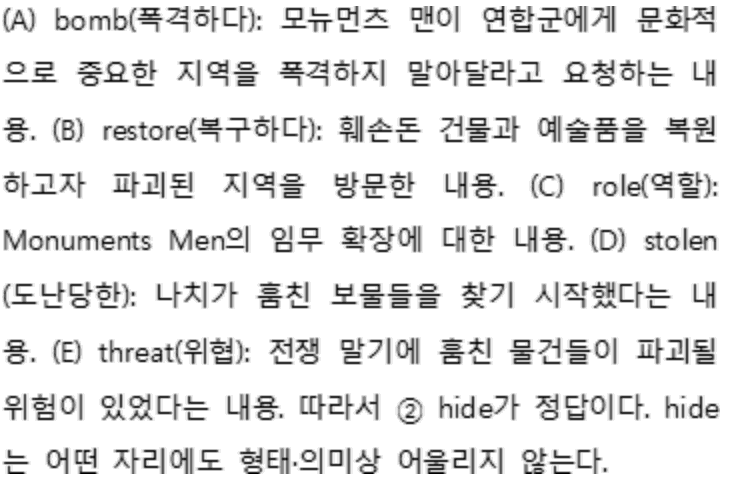 (A) bomb(폭격하다): 모뉴먼츠 맨이 연합군에게 문화적
으로 중요한 지역을 폭격하지 말아달라고 요청하는 내
용. (B) restore(복구하다): 훼손돈 건물과 예술품을 복원
하고자 파괴된 지역을 방문한 내용. (C) role(역할):
Monuments Men의 임무 확장에 대한 내용. (D) stolen
(도난당한): 나치가 훔친 보물들을 찾기 시작했다는 내
용. (E) threat(위협): 전쟁 말기에 훔친 물건들이 파괴될
위험이 있었다는 내용. 따라서 ② hide가 정답이다. hide
는 어떤 자리에도 형태·의미상 어울리지 않는다.